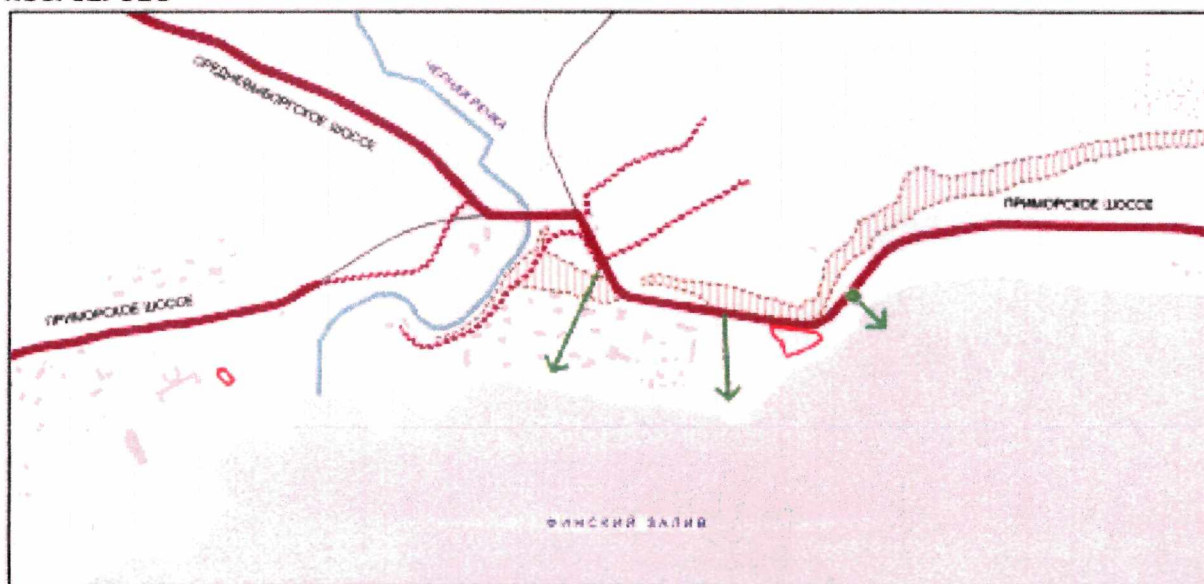 СРЕДНЕВЫБОРГСКОЕ ШОССЕ
ЧЕРНАЯ РЕЧКА
ПРИМОРСКОЕ ШОССЕ
ПРИМОРСКОЕ ШОССЕ
ФИНСКИЙ ЗАЛИВ